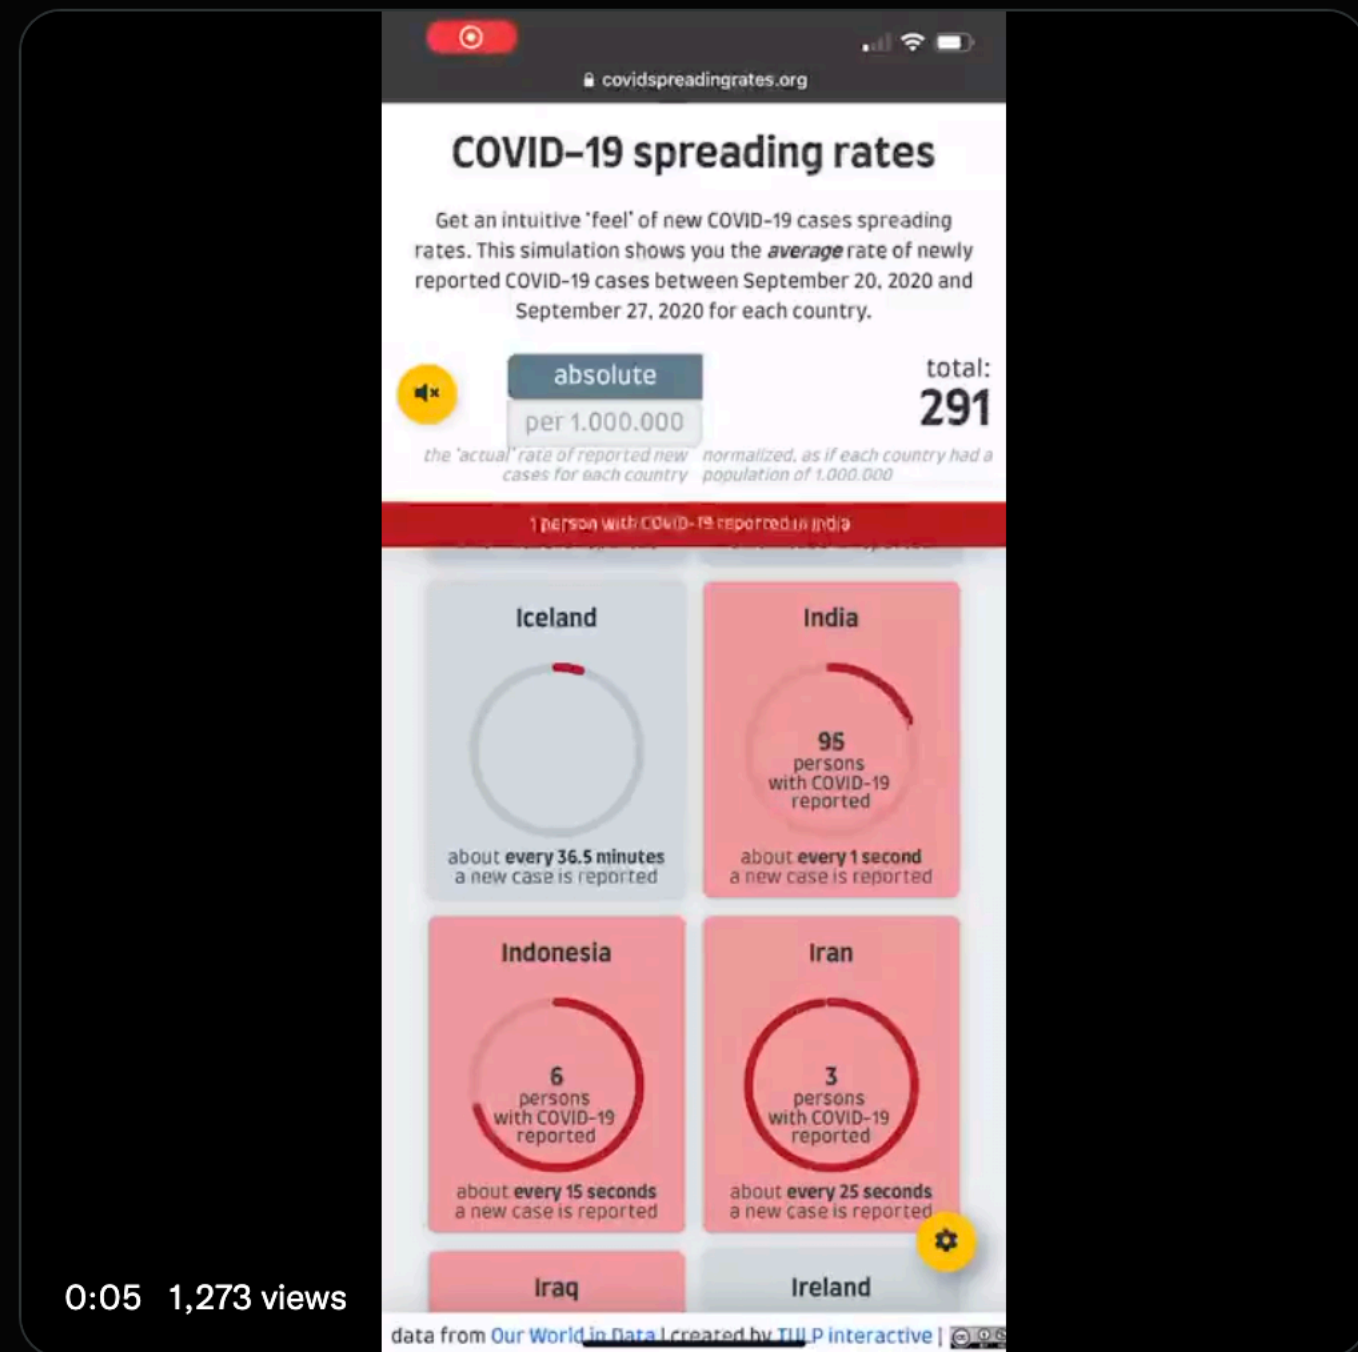 covidspreadingrates.org
COVID-19 spreading rates
Get an intuitive 'feel' of new COVID-19 cases spreading
rates. This simulation shows you the average rate of newly
reported COVID-19 cases between September 20, 2020 and
September 27, 2020 for each country.
absolute
per 1.000.000
total:
291
the 'actual' rate of reported new
cases for each country
normalized, as if each country had a
population of 1.000.000
1 person with COVID-19 reported in India
Iceland
about every 36.5 minutes
a new case is reported
India
95
persons
with COVID-19
reported
about every 1 second
a new case is reported
Indonesia
6
persons
with COVID-19
reported
about every 15 seconds
a new case is reported
Iran
3
persons
with COVID-19
reported
about every 25 seconds
a new case is reported
Iraq
Ireland
data from Our World in Data | created by TULP interactive |
0:05 1,273 views